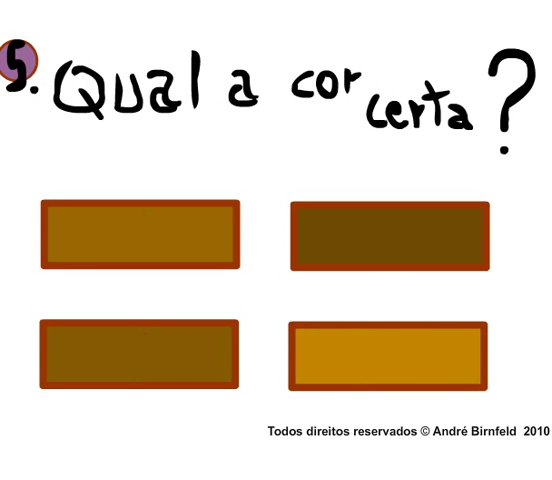 5. Qual a cor certa?
Todos direitos reservados © André Birnfeld 2010